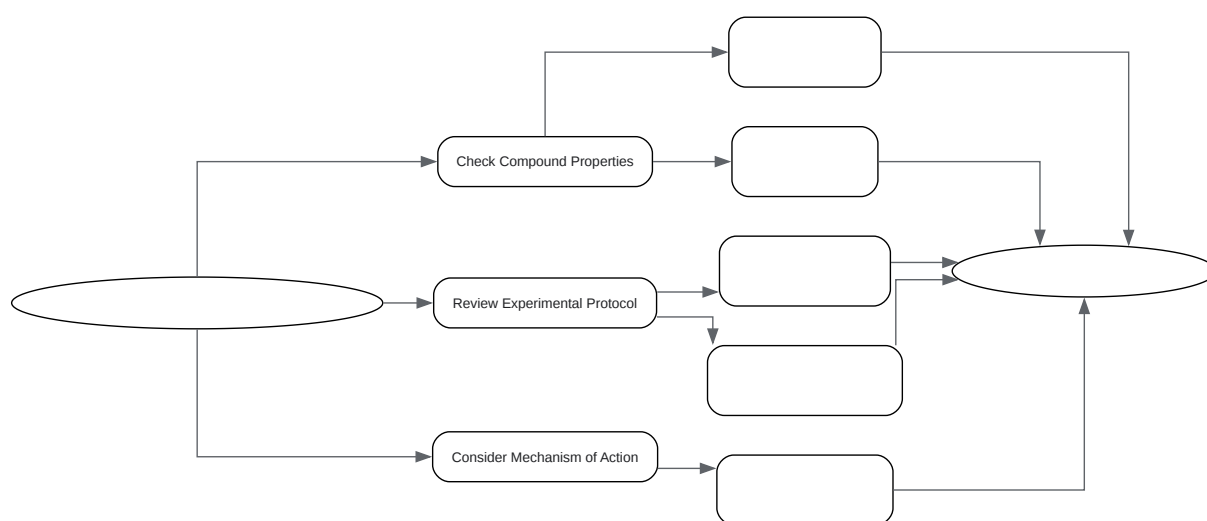 Check Compound Properties
Review Experimental Protocol
Consider Mechanism of Action